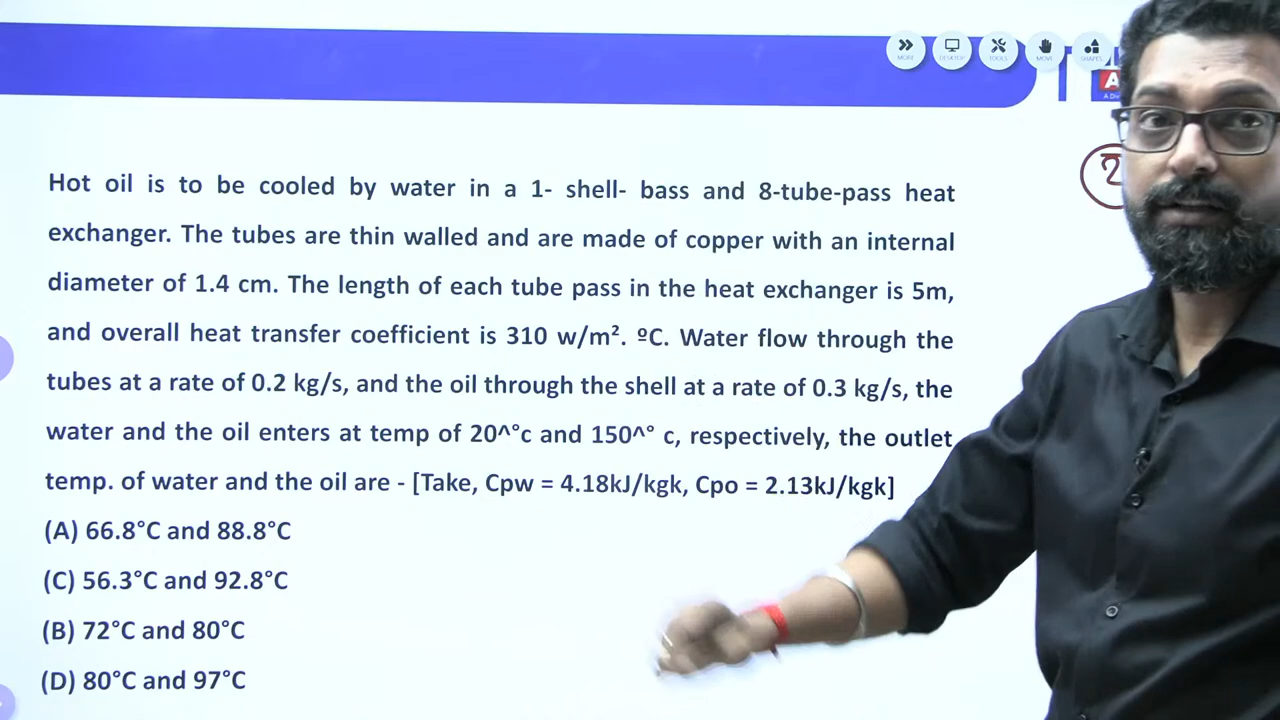 MORE DESKTOP TOOLS MOVE SHAPES
Hot oil is to be cooled by water in a 1- shell- bass and 8-tube-pass heat
exchanger. The tubes are thin walled and are made of copper with an internal
diameter of 1.4 cm. The length of each tube pass in the heat exchanger is 5m,
and overall heat transfer coefficient is 310 w/m². ºC. Water flow through the
tubes at a rate of 0.2 kg/s, and the oil through the shell at a rate of 0.3 kg/s, the
water and the oil enters at temp of 20^°c and 150^° c, respectively, the outlet
temp. of water and the oil are - [Take, Cpw = 4.18kJ/kgk, Cpo = 2.13kJ/kgk]
(A) 66.8°C and 88.8°C
(C) 56.3°C and 92.8°C
(B) 72°C and 80°C
(D) 80°C and 97°C